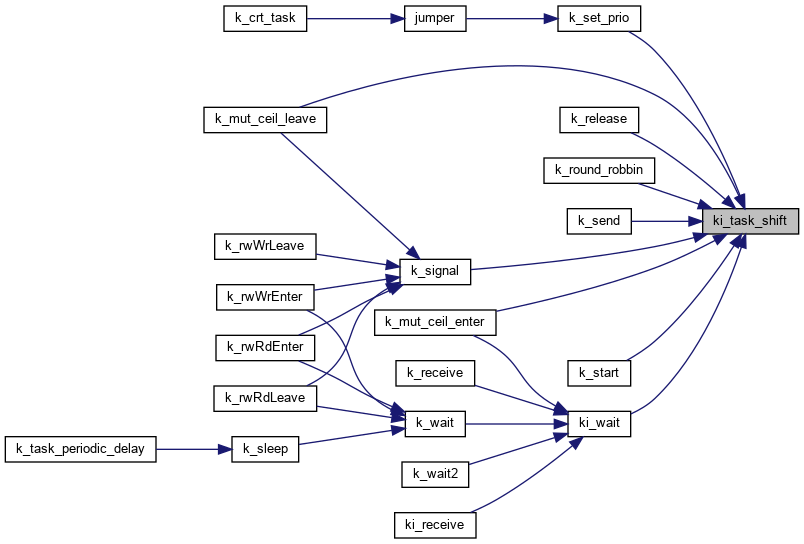 k_crt_task
jumper
k_set_prio
k_mut_ceil_leave
k_release
k_round_robbin
k_send
ki_task_shift
k_rwWrLeave
k_signal
k_rwWrEnter
k_mut_ceil_enter
k_rwRdEnter
k_receive
k_start
k_rwRdLeave
k_wait
ki_wait
k_task_periodic_delay
k_sleep
k_wait2
ki_receive